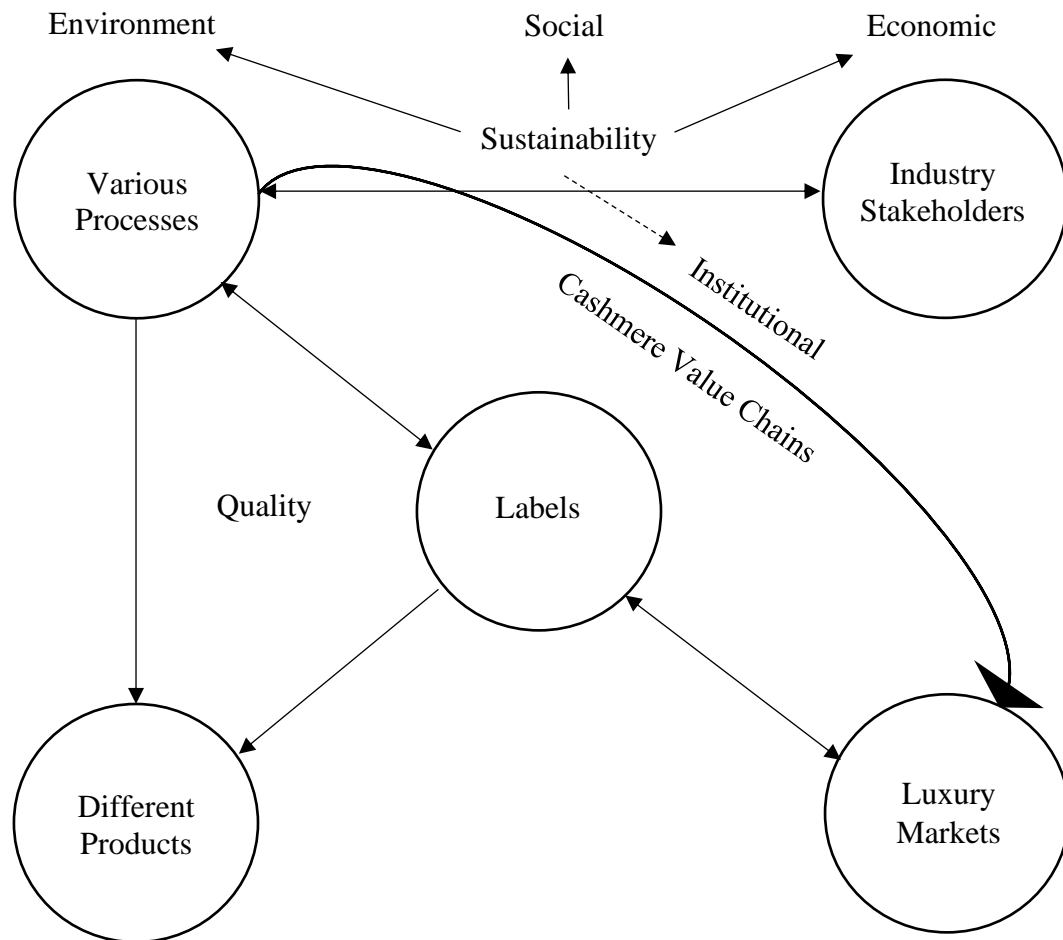 Environment
Social
Economic
Sustainability
Various
Processes
Industry
Stakeholders
Institutional
Cashmere Value Chains
Quality
Labels
Different
Products
Luxury
Markets